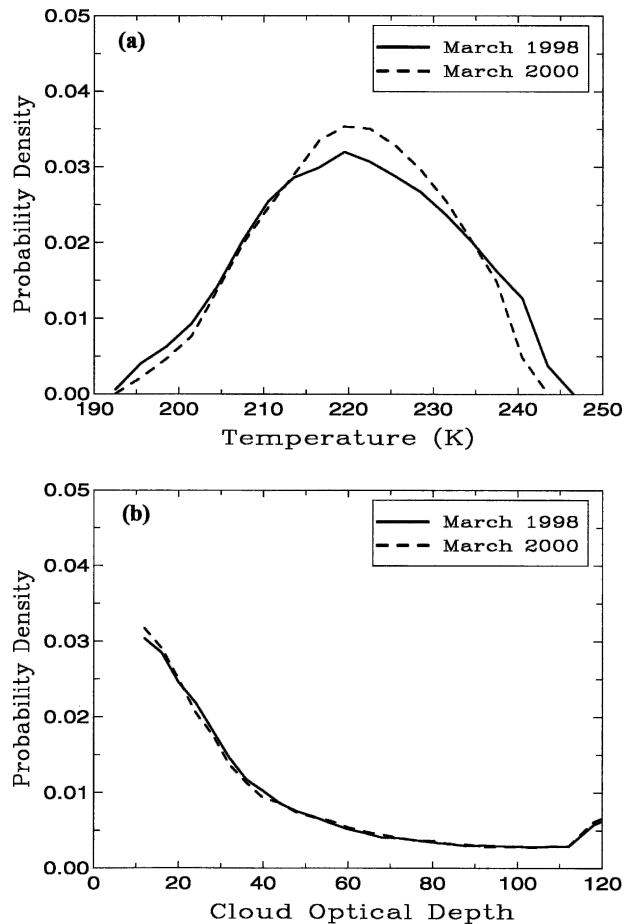 (a)
March 1998
March 2000
0.05
0.04
0.03
0.02
0.01
0.00
Probability Density
190 200 210 220 230 240 250
Temperature (K)
(b)
March 1998
March 2000
0.05
0.04
0.03
0.02
0.01
0.00
Probability Density
0 20 40 60 80 100 120
Cloud Optical Depth